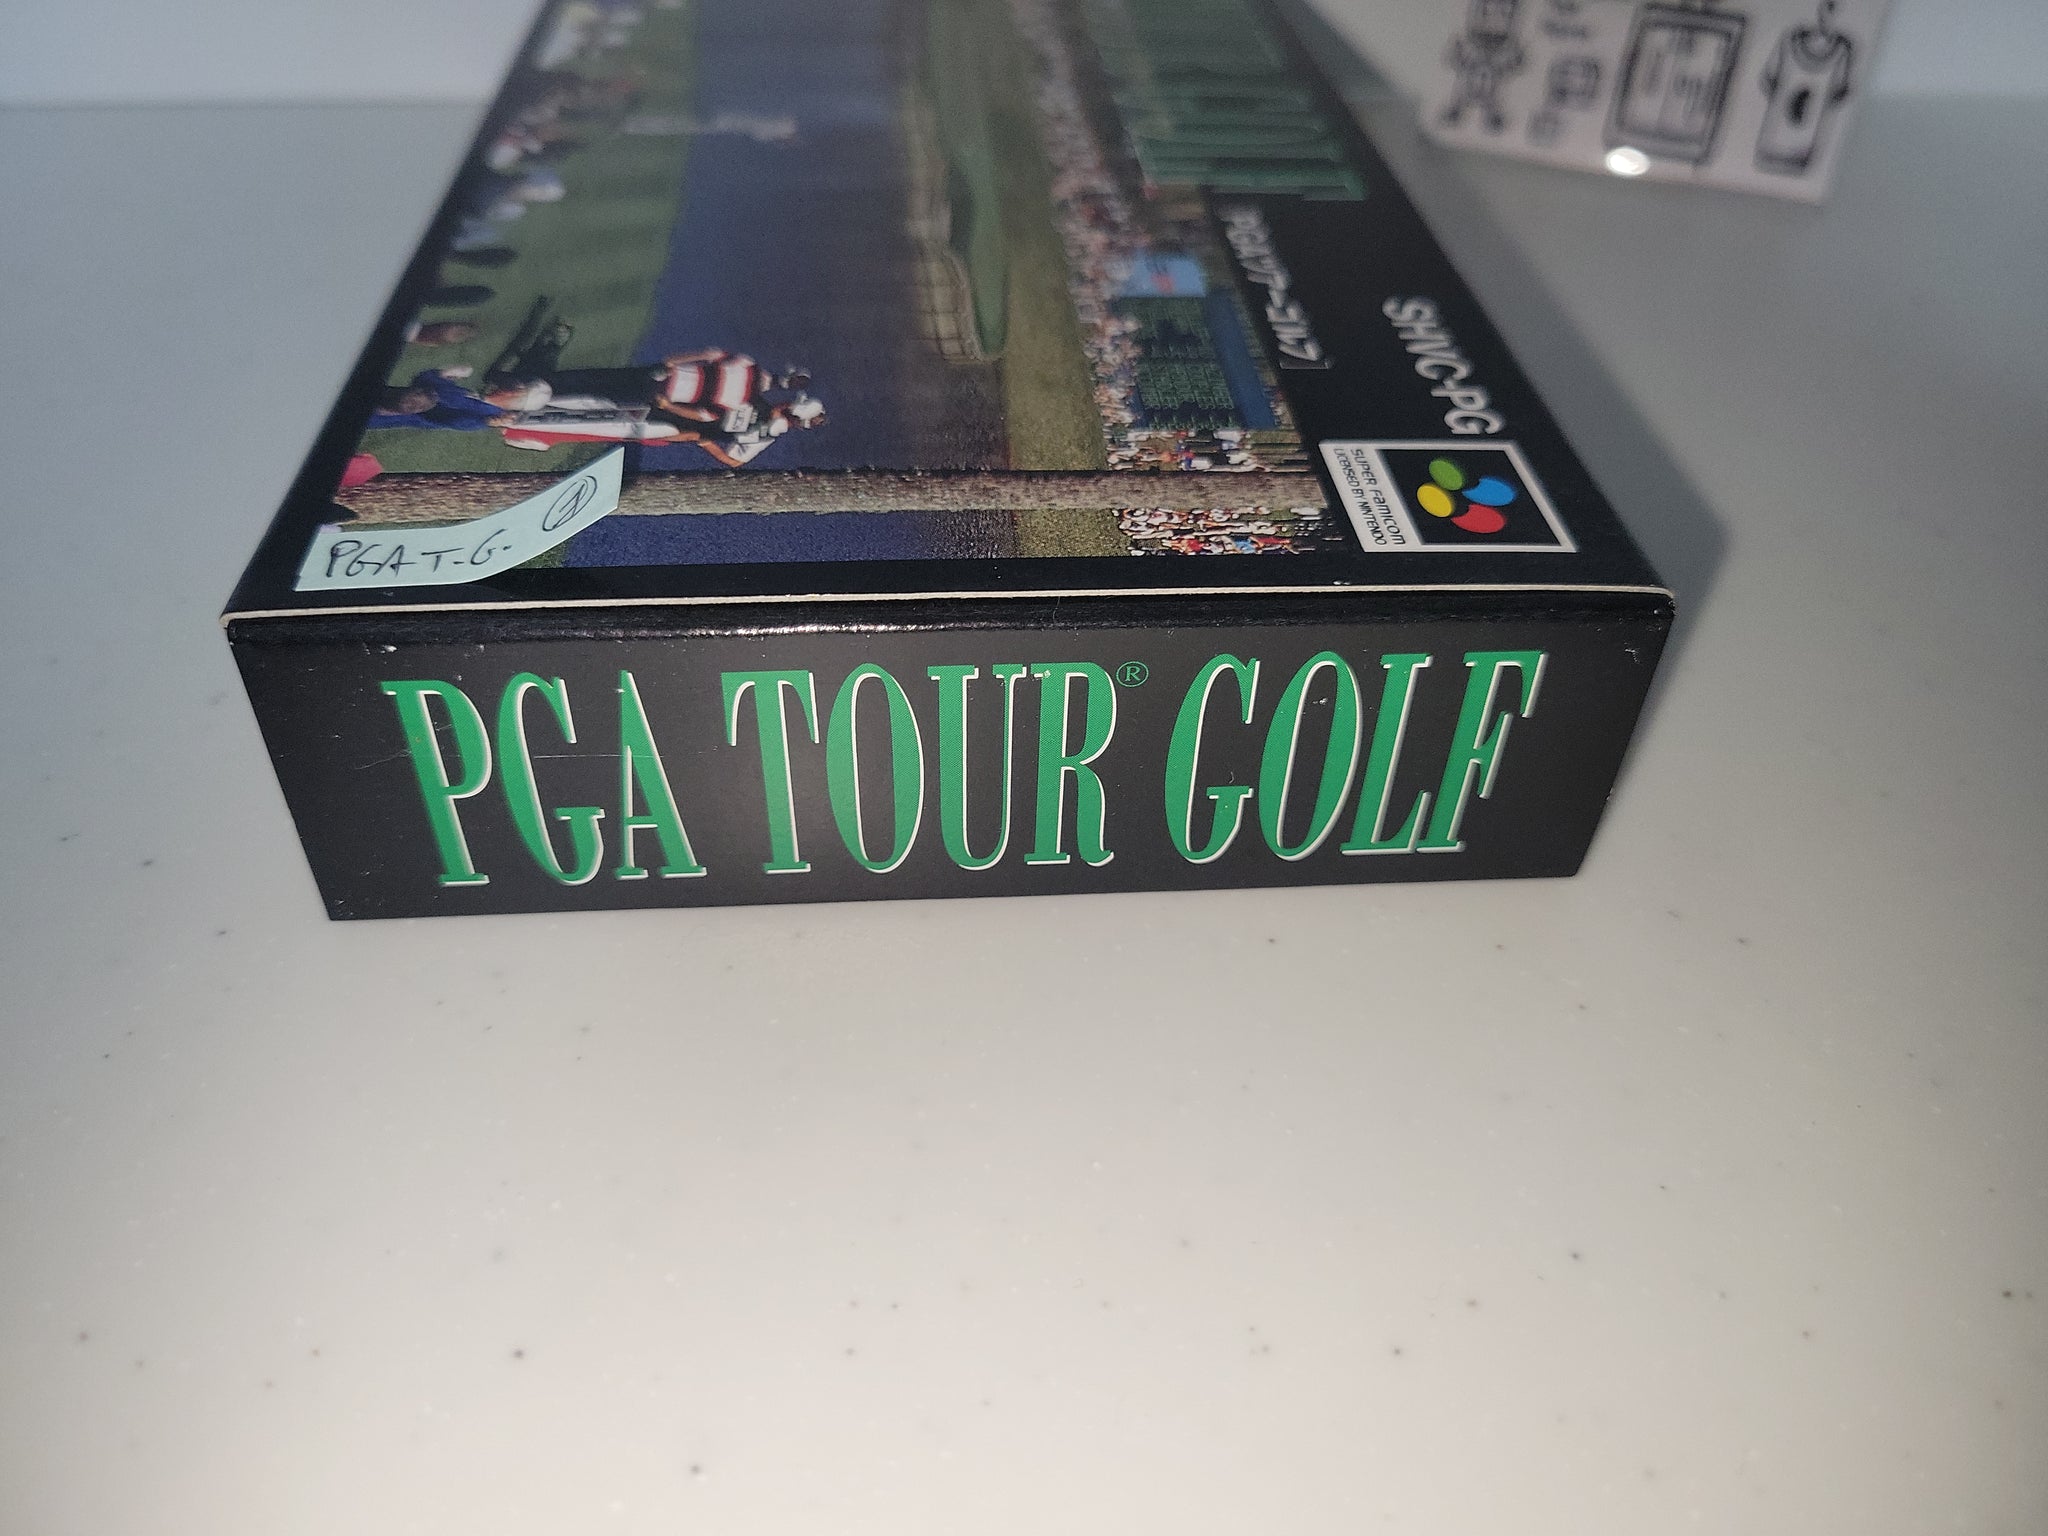 SHVC-PG
PGAツアーゴルフ
SUPER FAMICOM
LICENSED BY NINTENDO
PGA T.G.
PGA TOUR® GOLF